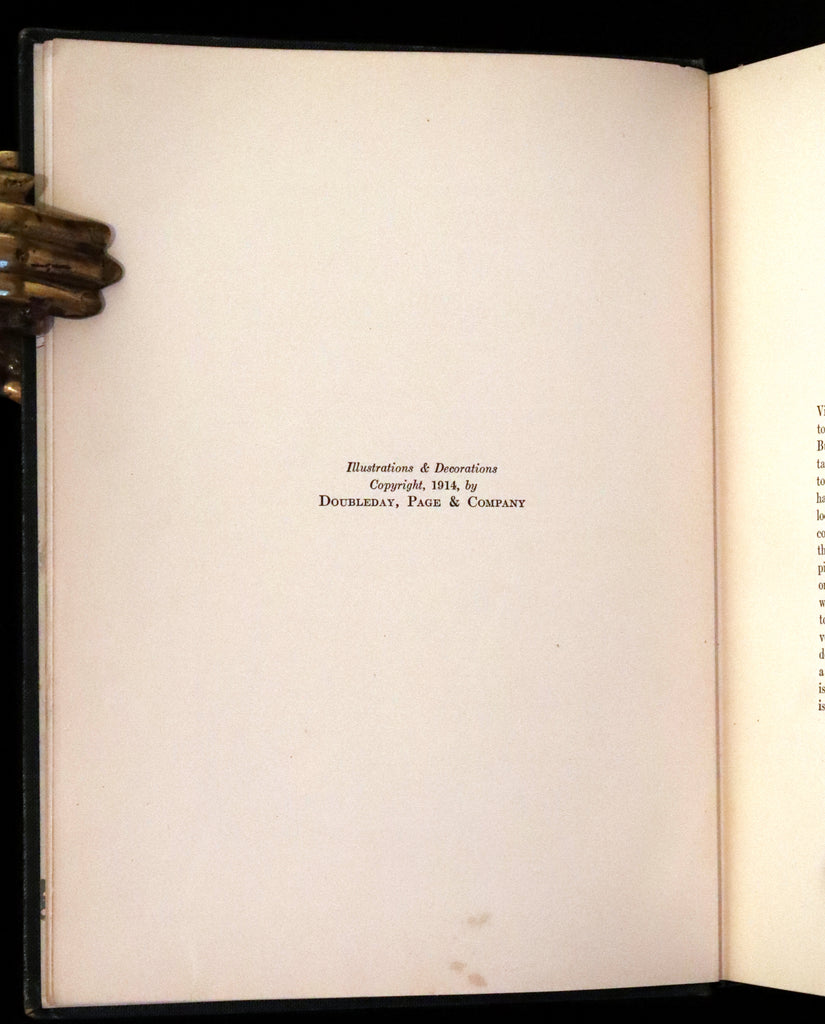 Illustrations & Decorations
Copyright, 1914, by
DOUBLEDAY, PAGE & COMPANY